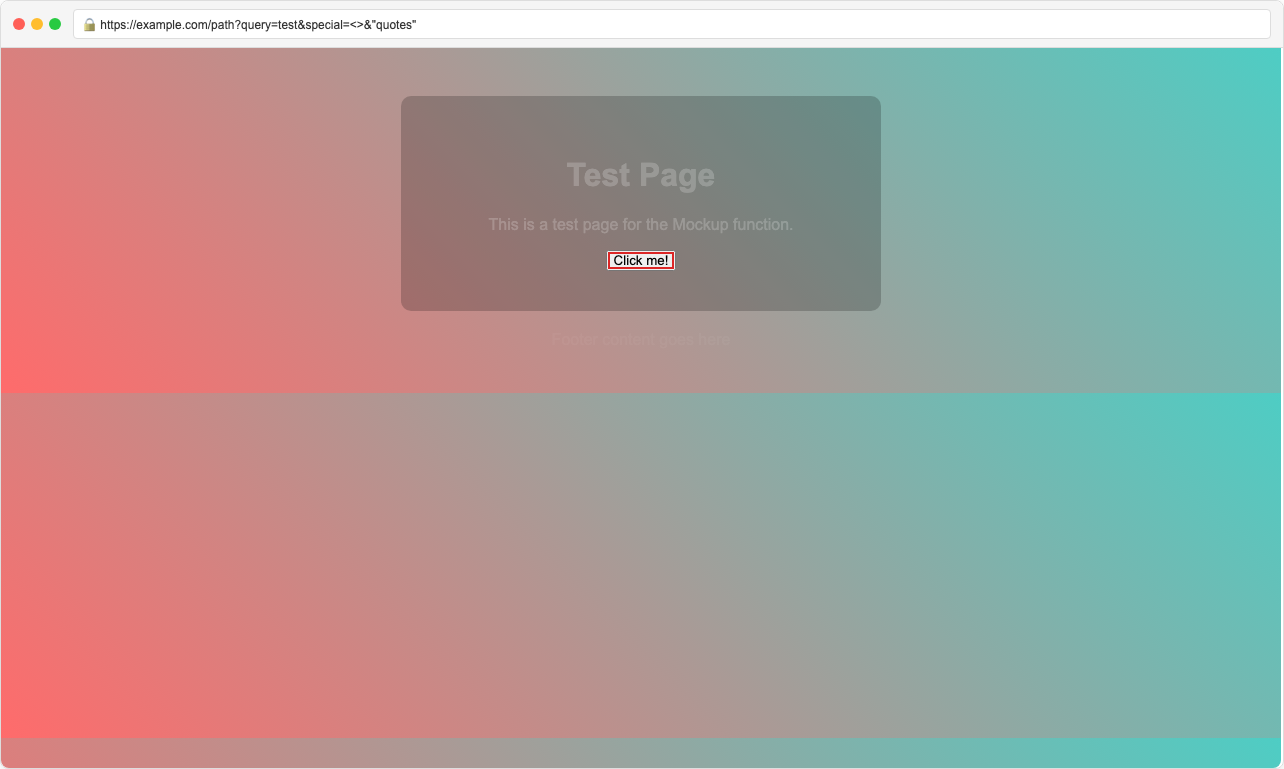 https://example.com/path?query=test&special=<>&"quotes"
Test Page
This is a test page for the Mockup function.
Click me!
Footer content goes here.